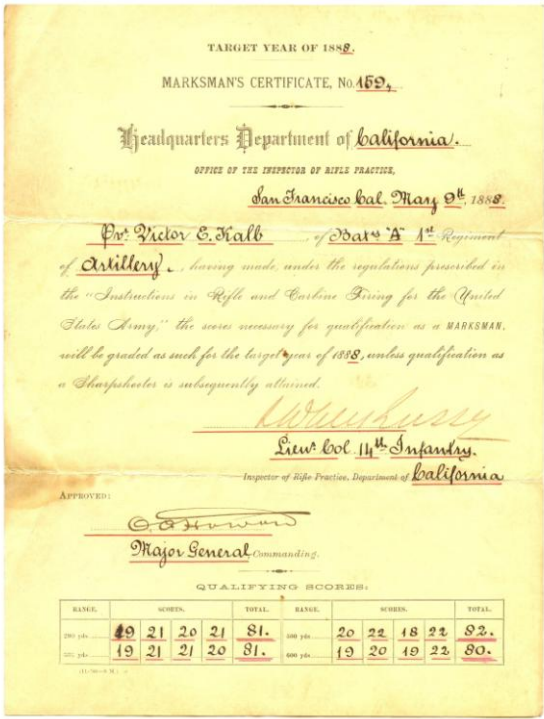 TARGET YEAR OF 1888.
MARKSMAN'S CERTIFICATE, No. 159,
Headquarters Department of California.
OFFICE OF THE INSPECTOR OF RIFLE PRACTICE,
San Francisco Cal. May 9th, 1888.
Pvt Victor E. Kalb, of Baty "A" 1st Regiment
of Artillery, having made, under the regulations prescribed in
the "Instructions in Rifle and Carbine Firing for the United
States Army," the scores necessary for qualification as a MARKSMAN,
will be graded as such for the target year of 1888, unless qualification as
a Sharpshooter is subsequently attained.
Lieut Col 14th Infantry.
Inspector of Rifle Practice, Department of California
APPROVED:
O. O. Howard
Major General, Commanding.
QUALIFYING SCORES:
RANGE. SCORES. TOTAL. RANGE. SCORES. TOTAL.
200 yds 19 21 20 21 81. 500 yds 20 22 18 22 82.
300 yds 19 21 21 20 81. 600 yds 19 20 19 22 80.